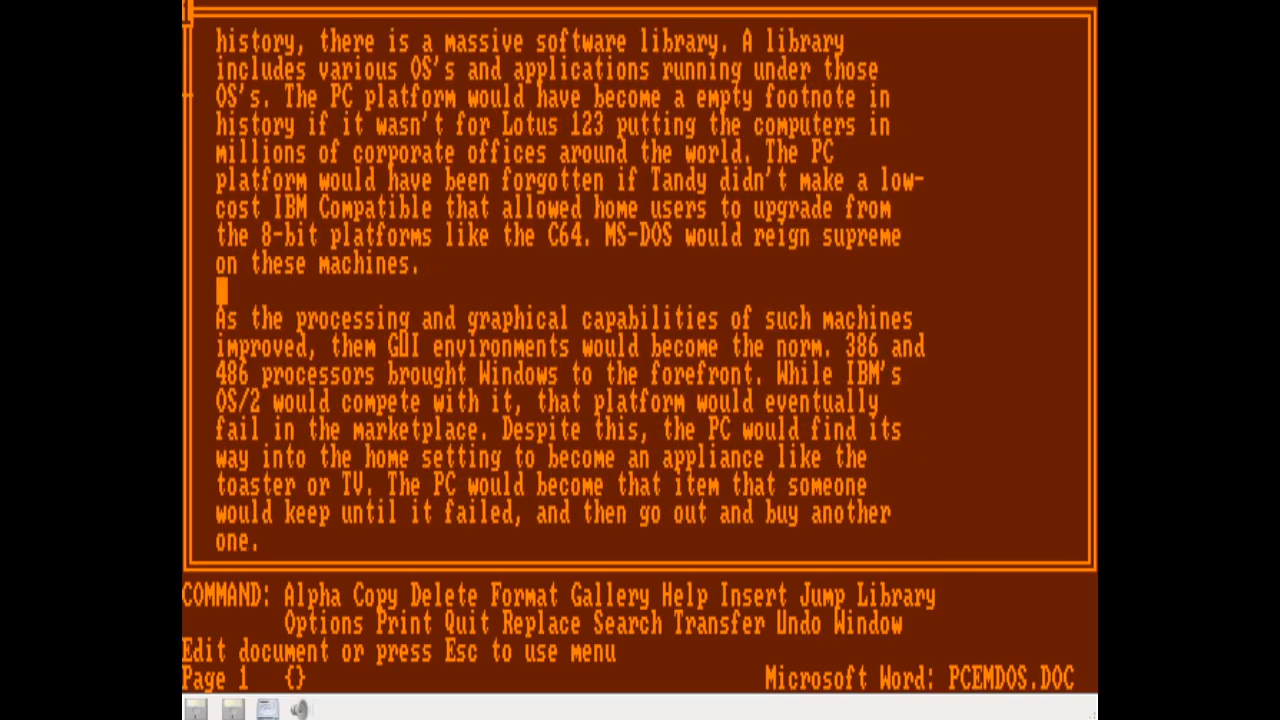 history, there is a massive software library. A library
includes various OS's and applications running under those
OS's. The PC platform would have become a empty footnote in
history if it wasn't for Lotus 123 putting the computers in
millions of corporate offices around the world. The PC
platform would have been forgotten if Tandy didn't make a low-
cost IBM Compatible that allowed home users to upgrade from
the 8-bit platforms like the C64. MS-DOS would reign supreme
on these machines.
As the processing and graphical capabilities of such machines
improved, them GUI environments would become the norm. 386 and
486 processors brought Windows to the forefront. While IBM's
OS/2 would compete with it, that platform would eventually
fail in the marketplace. Despite this, the PC would find its
way into the home setting to become an appliance like the
toaster or TV. The PC would become that item that someone
would keep until it failed, and then go out and buy another
one.
COMMAND: Alpha Copy Delete Format Gallery Help Insert Jump Library
Options Print Quit Replace Search Transfer Undo Window
Edit document or press Esc to use menu
Page 1 {} Microsoft Word: PCEMDOS.DOC